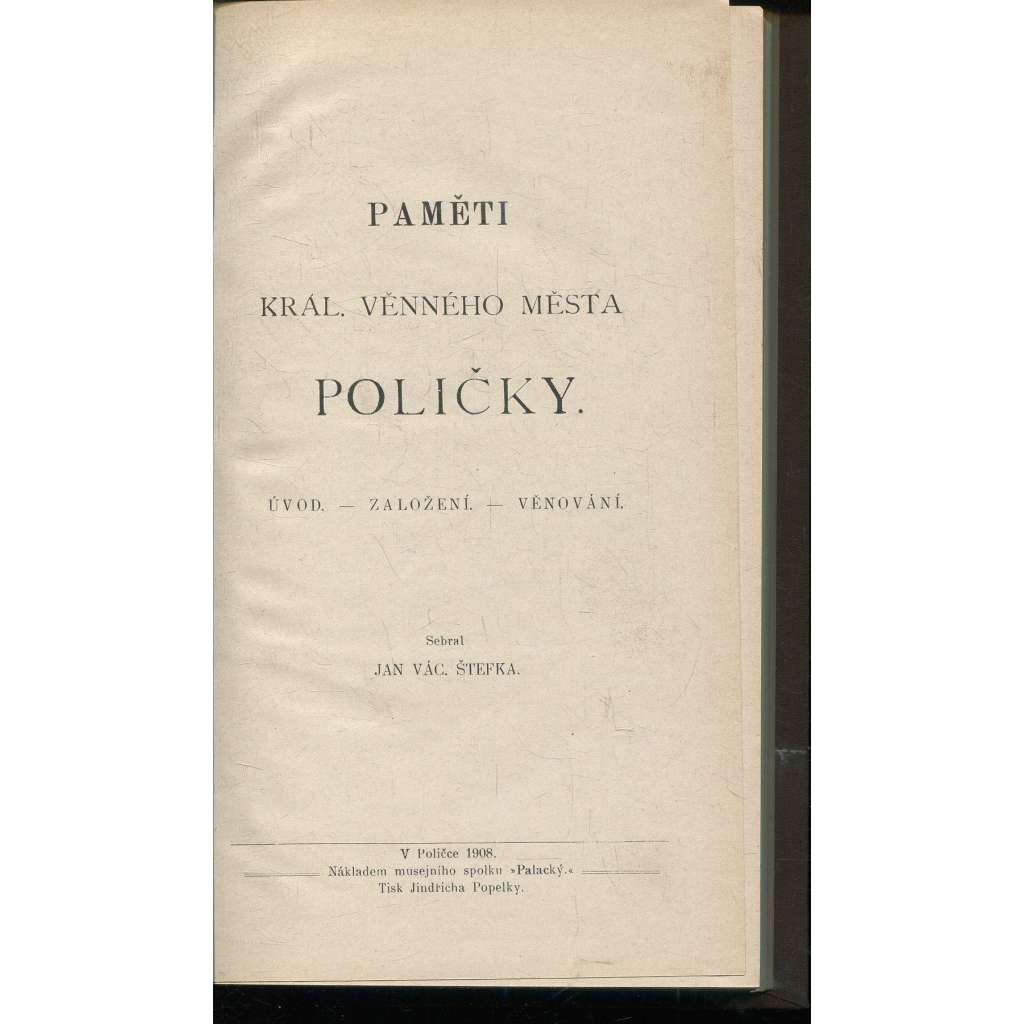 PAMĚTI
KRÁL. VĚNNÉHO MĚSTA
POLIČKY.
ÚVOD. — ZALOŽENÍ. — VĚNOVÁNÍ.
Sebral
JAN VÁC. ŠTEFKA.
V Poličce 1908.
Nákladem musejního spolku »Palacký.«
Tisk Jindřicha Popelky.